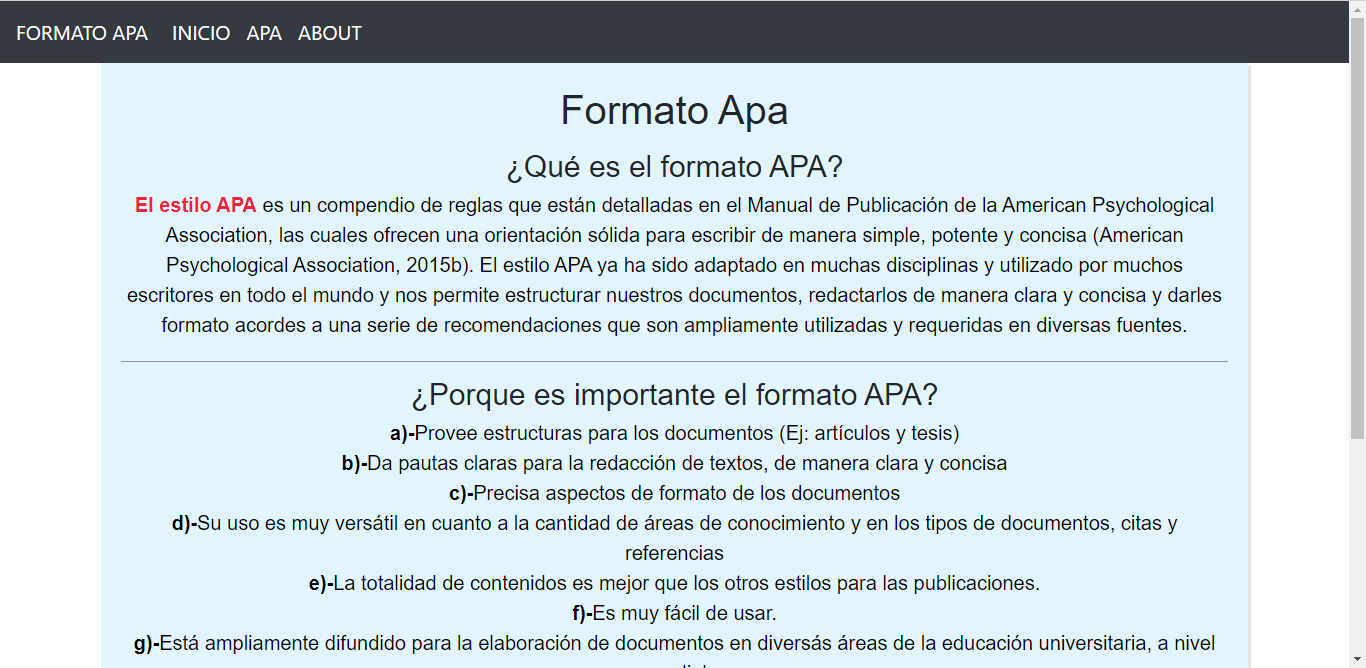 FORMATO APA INICIO APA ABOUT
Formato Apa
¿Qué es el formato APA?
El estilo APA es un compendio de reglas que están detalladas en el Manual de Publicación de la American Psychological
Association, las cuales ofrecen una orientación sólida para escribir de manera simple, potente y concisa (American
Psychological Association, 2015b). El estilo APA ya ha sido adaptado en muchas disciplinas y utilizado por muchos
escritores en todo el mundo y nos permite estructurar nuestros documentos, redactarlos de manera clara y concisa y darles
formato acordes a una serie de recomendaciones que son ampliamente utilizadas y requeridas en diversas fuentes.
¿Porque es importante el formato APA?
a)-Provee estructuras para los documentos (Ej: artículos y tesis)
b)-Da pautas claras para la redacción de textos, de manera clara y concisa
c)-Precisa aspectos de formato de los documentos
d)-Su uso es muy versátil en cuanto a la cantidad de áreas de conocimiento y en los tipos de documentos, citas y
referencias
e)-La totalidad de contenidos es mejor que los otros estilos para las publicaciones.
f)-Es muy fácil de usar.
g)-Está ampliamente difundido para la elaboración de documentos en diversás áreas de la educación universitaria, a nivel